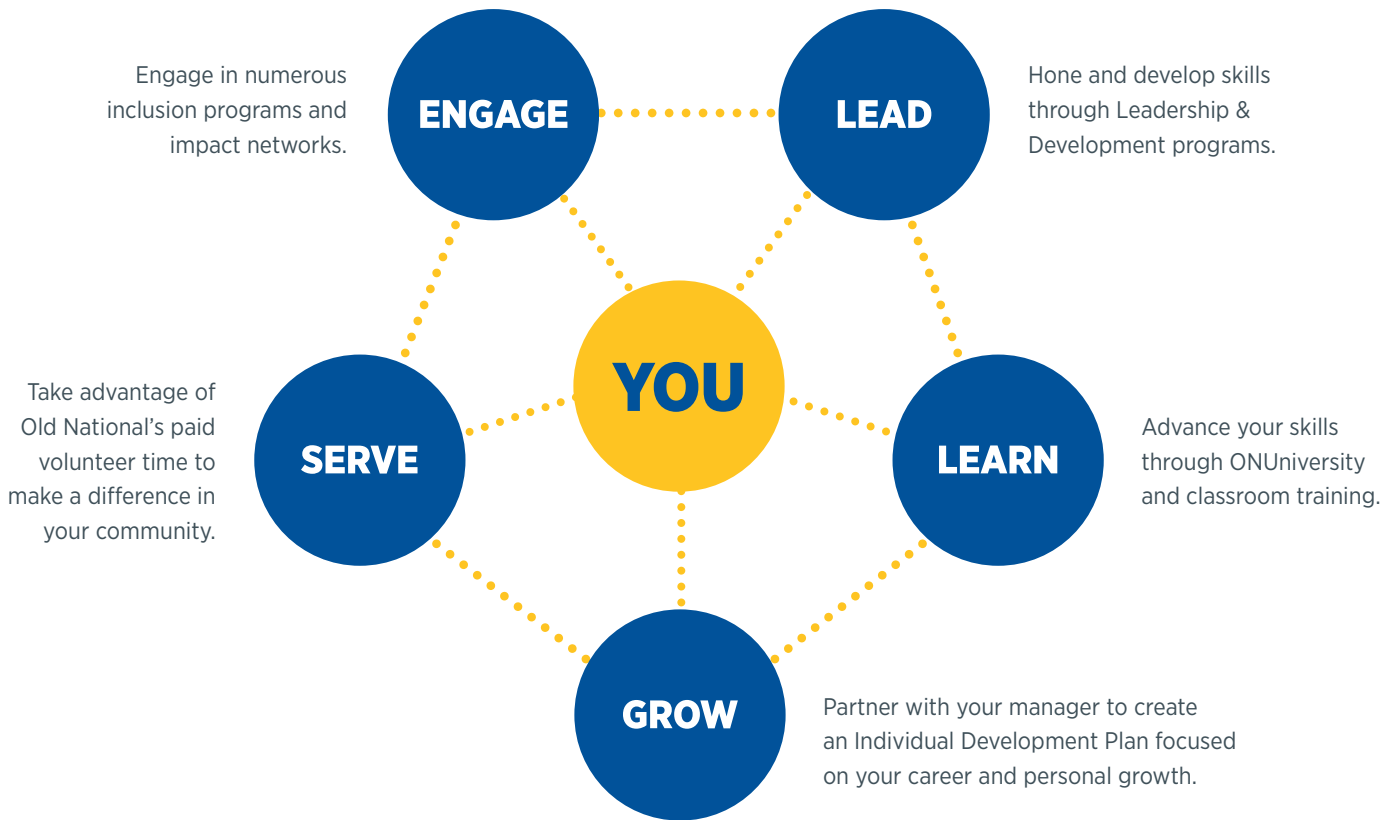 Engage in numerous
inclusion programs and
impact networks.
ENGAGE
LEAD
Hone and develop skills
through Leadership &
Development programs.
YOU
Take advantage of
Old National’s paid
volunteer time to
make a difference in
your community.
SERVE
LEARN
Advance your skills
through ONUniversity
and classroom training.
GROW
Partner with your manager to create
an Individual Development Plan focused
on your career and personal growth.